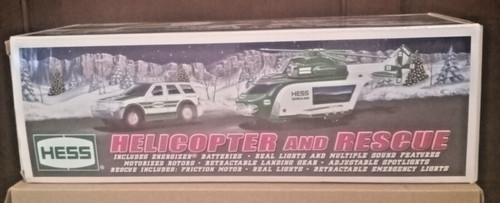 HESS
HELICOPTER AND RESCUE
HESS
INCLUDES ENERGIZER® BATTERIES • REAL LIGHTS AND MULTIPLE SOUND FEATURES
MOTORIZED ROTORS • RETRACTABLE LANDING GEAR • ADJUSTABLE SPOTLIGHTS
RESCUE INCLUDES: FRICTION MOTOR • REAL LIGHTS • RETRACTABLE EMERGENCY LIGHTS